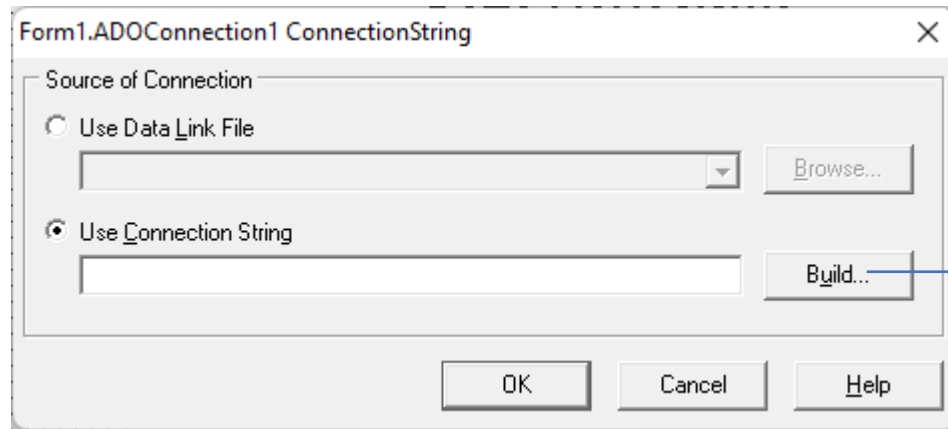 Form1.ADOConnection1 ConnectionString
Source of Connection
Use Data Link File
Browse...
Use Connection String
Build...
OK Cancel Help